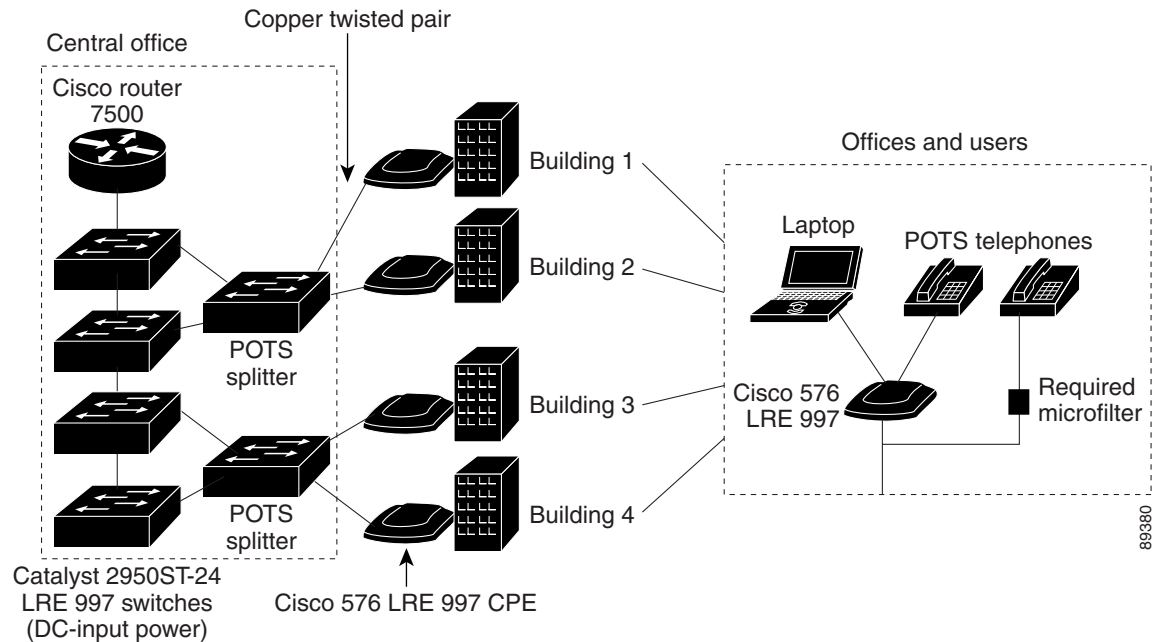 Copper twisted pair
Central office
Cisco router
7500
Building 1
Building 2
Building 3
Building 4
POTS
splitter
POTS
splitter
Catalyst 2950ST-24
LRE 997 switches
(DC-input power)
Cisco 576 LRE 997 CPE
Offices and users
Laptop
POTS telephones
Cisco 576
LRE 997
Required
microfilter
89380